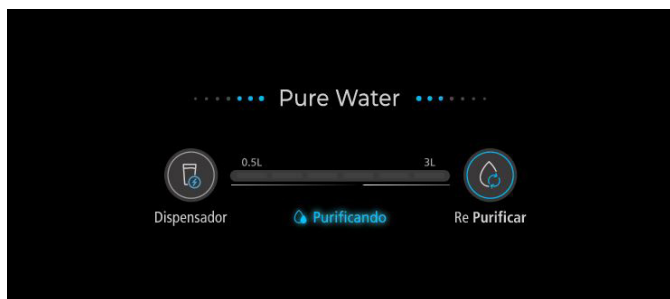 Pure Water
0.5L 3L
Dispensador
Purificando
Re Purificar